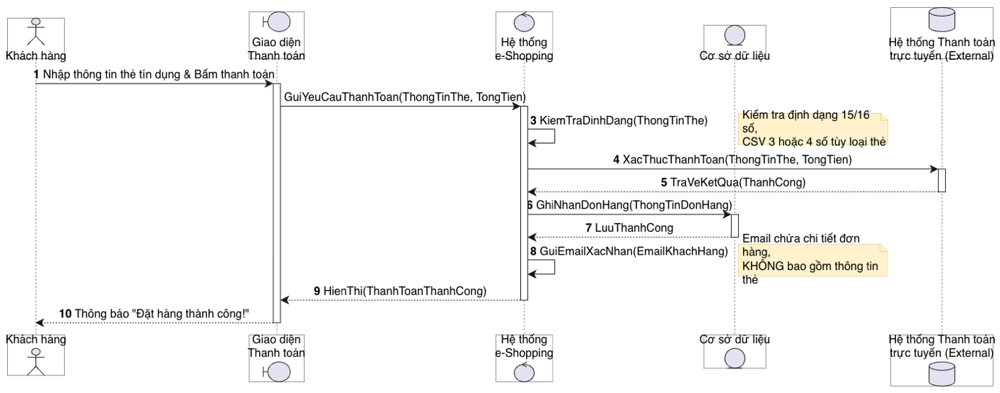 Khách hàng
Giao diện
Thanh toán
Hệ thống
e-Shopping
Cơ sở dữ liệu
Hệ thống Thanh toán
trực tuyến (External)
1 Nhập thông tin thẻ tín dụng & Bấm thanh toán
GuiYeuCauThanhToan(ThongTinThe, TongTien)
3 KiemTraDinhDang(ThongTinThe)
Kiểm tra định dạng 15/16
số,
CSV 3 hoặc 4 số tùy loại thẻ
4 XacThucThanhToan(ThongTinThe, TongTien)
5 TraVeKetQua(ThanhCong)
6 GhiNhanDonHang(ThongTinDonHang)
7 LuuThanhCong
8 GuiEmailXacNhan(EmailKhachHang)
Email chứa chi tiết đơn
hàng,
KHÔNG bao gồm thông tin
thẻ
9 HienThi(ThanhToanThanhCong)
10 Thông báo "Đặt hàng thành công!"
Khách hàng
Giao diện
Thanh toán
Hệ thống
e-Shopping
Cơ sở dữ liệu
Hệ thống Thanh toán
trực tuyến (External)